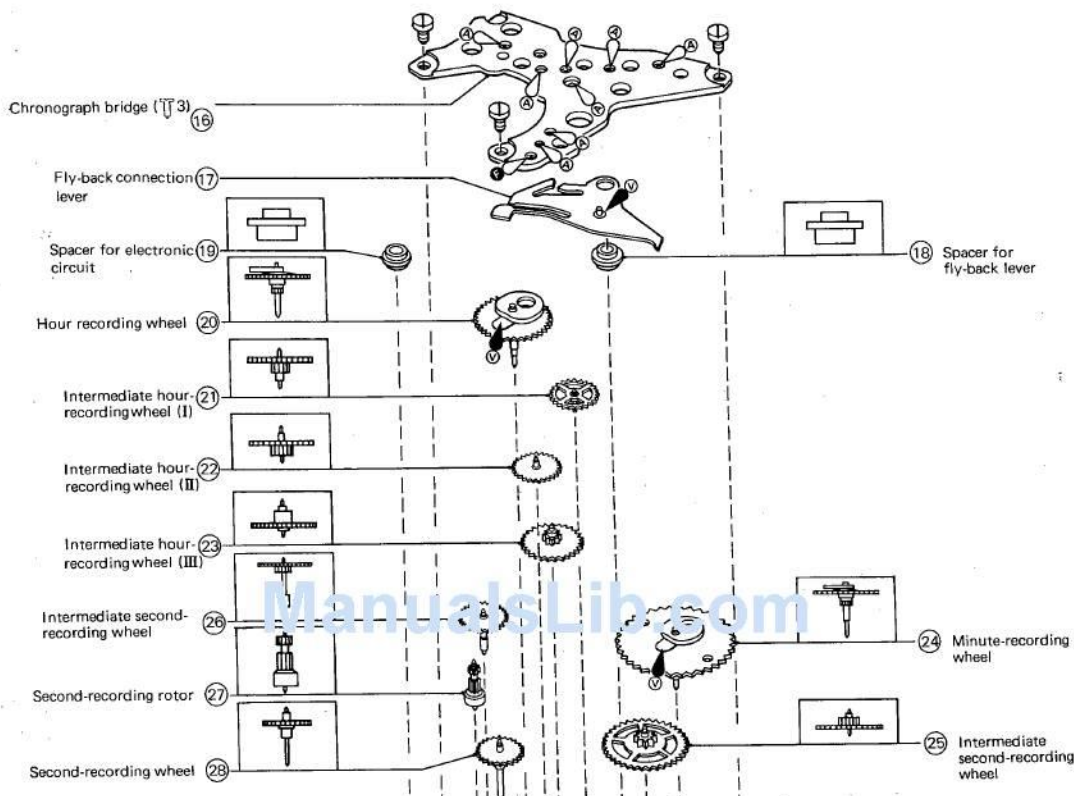 Chronograph bridge ( 3)
16
A
A
A
A
A
A
A
A
Fly-back connection 17
lever
V
Spacer for electronic 19
circuit
18 Spacer for
fly-back lever
Hour recording wheel 20
V
Intermediate hour- 21
recording wheel (I)
Intermediate hour- 22
recording wheel (II)
Intermediate hour- 23
recording wheel (III)
ManualsLib.com
Intermediate second- 26
recording wheel
24 Minute-recording
wheel
V
Second-recording rotor 27
Second-recording wheel 28
25 Intermediate
second-recording
wheel